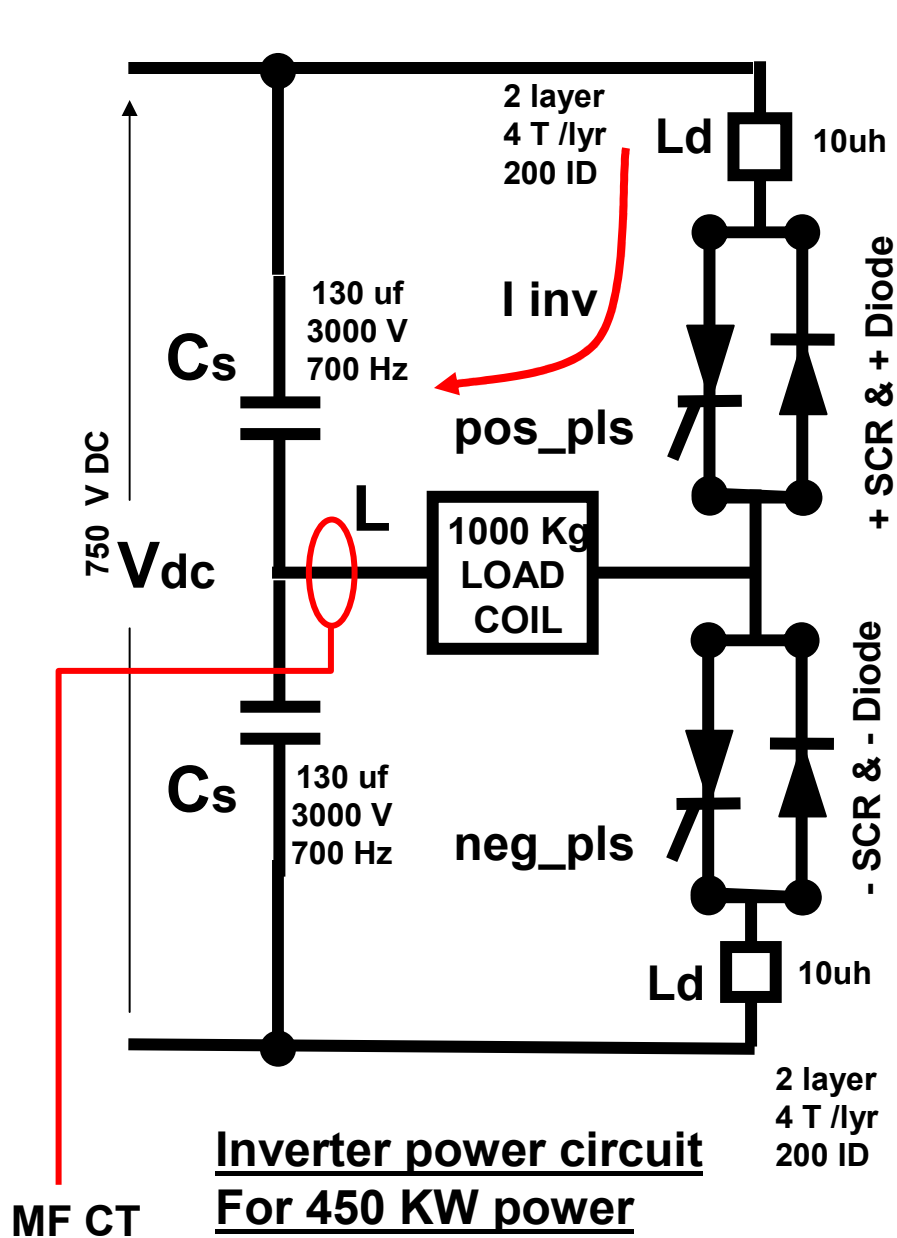 2 layer
4 T /lyr
200 ID
Ld
10uh
I inv
130 uf
3000 V
700 Hz
Cs
pos_pls
+ SCR & + Diode
750 V DC
Vdc
L
1000 Kg
LOAD
COIL
Cs
130 uf
3000 V
700 Hz
neg_pls
- SCR & - Diode
Ld
10uh
2 layer
4 T /lyr
200 ID
Inverter power circuit
For 450 KW power
MF CT